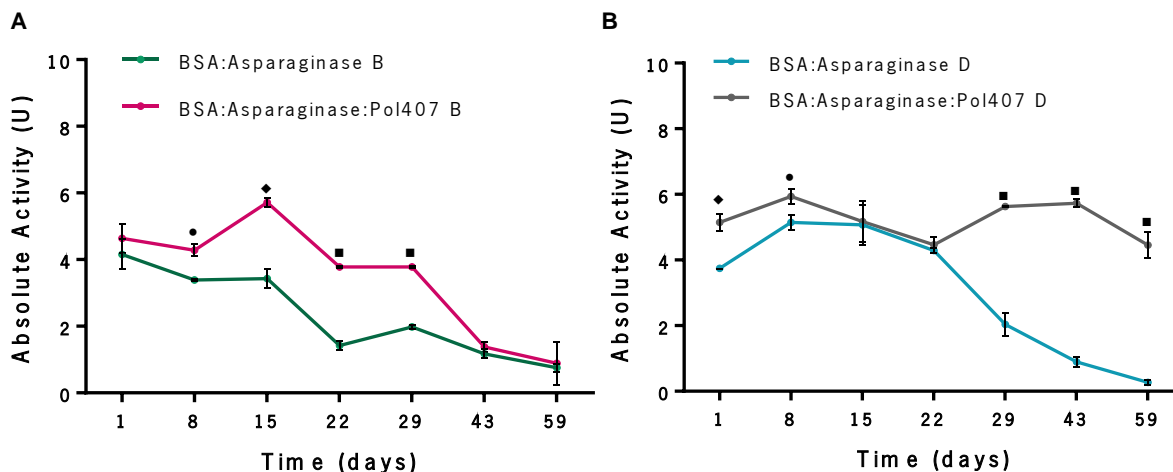 A
BSA:Asparaginase B
BSA:Asparaginase:Pol407 B
Absolute Activity (U)
10
8
6
4
2
0
1 8 15 22 29 43 59
Time (days)
B
BSA:Asparaginase D
BSA:Asparaginase:Pol407 D
Absolute Activity (U)
10
8
6
4
2
0
1 8 15 22 29 43 59
Time (days)